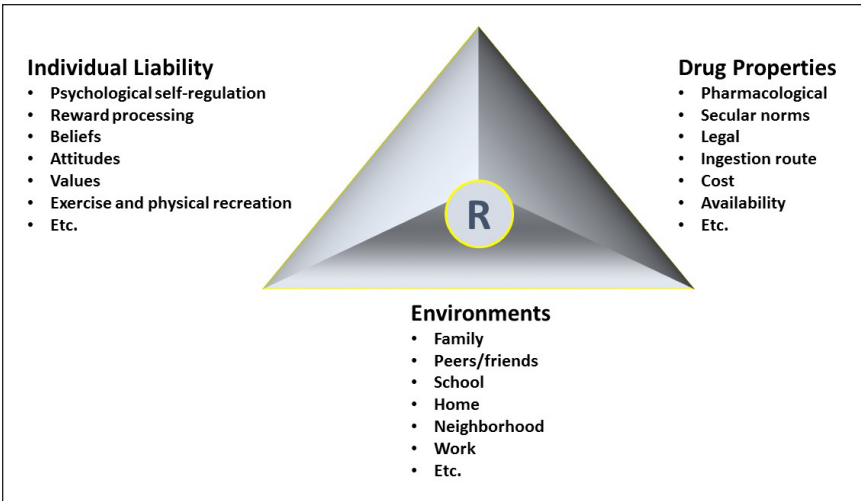 Individual Liability
• Psychological self-regulation
• Reward processing
• Beliefs
• Attitudes
• Values
• Exercise and physical recreation
• Etc.
Drug Properties
• Pharmacological
• Secular norms
• Legal
• Ingestion route
• Cost
• Availability
• Etc.
R
Environments
• Family
• Peers/friends
• School
• Home
• Neighborhood
• Work
• Etc.